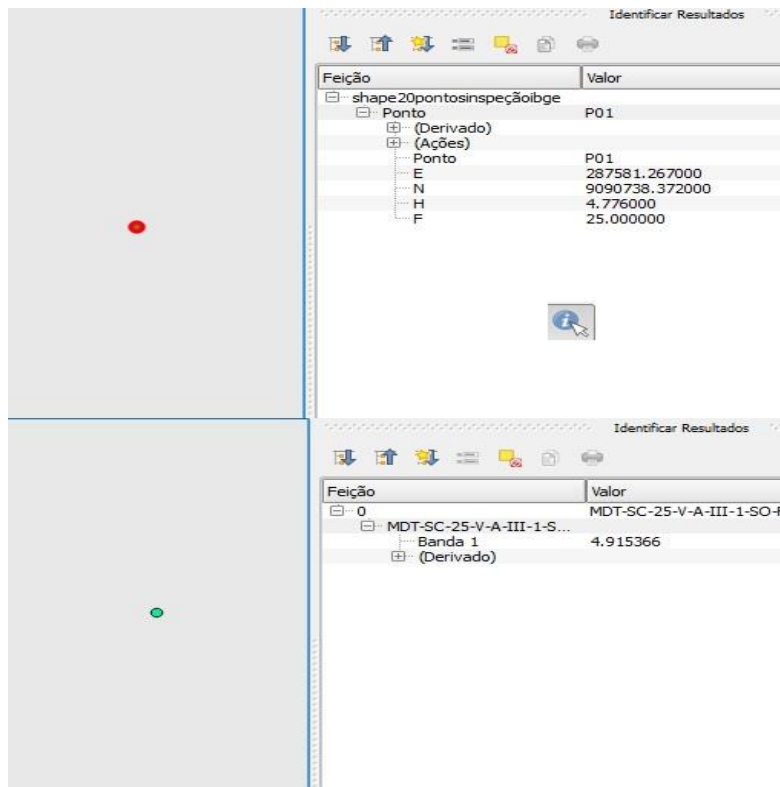 Identificar Resultados
Feição Valor
shape20pontosinspeçãoibge
Ponto P01
(Derivado)
(Ações)
Ponto P01
E 287581.267000
N 9090738.372000
H 4.776000
F 25.000000
Identificar Resultados
Feição Valor
0 MDT-SC-25-V-A-III-1-SO-F
MDT-SC-25-V-A-III-1-S...
Banda 1 4.915366
(Derivado)